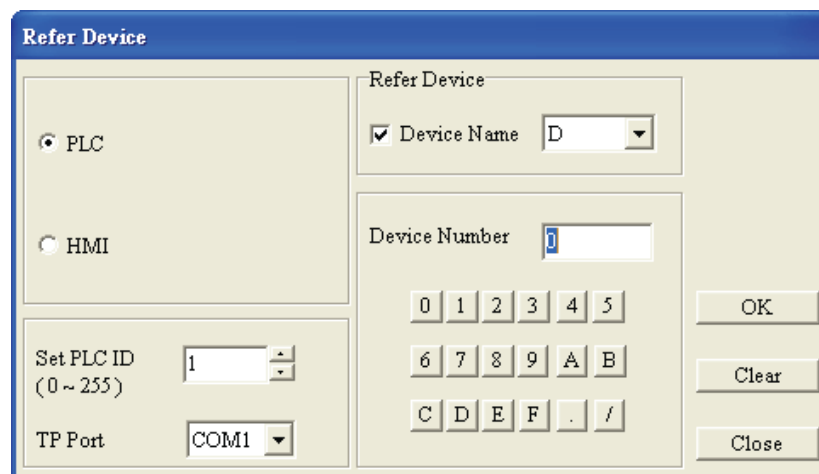 Refer Device
PLC
HMI
Set PLC ID
(0 ~ 255)
1
TP Port
COM1
Refer Device
Device Name
D
Device Number
0
0 1 2 3 4 5
6 7 8 9 A B
C D E F . /
OK
Clear
Close